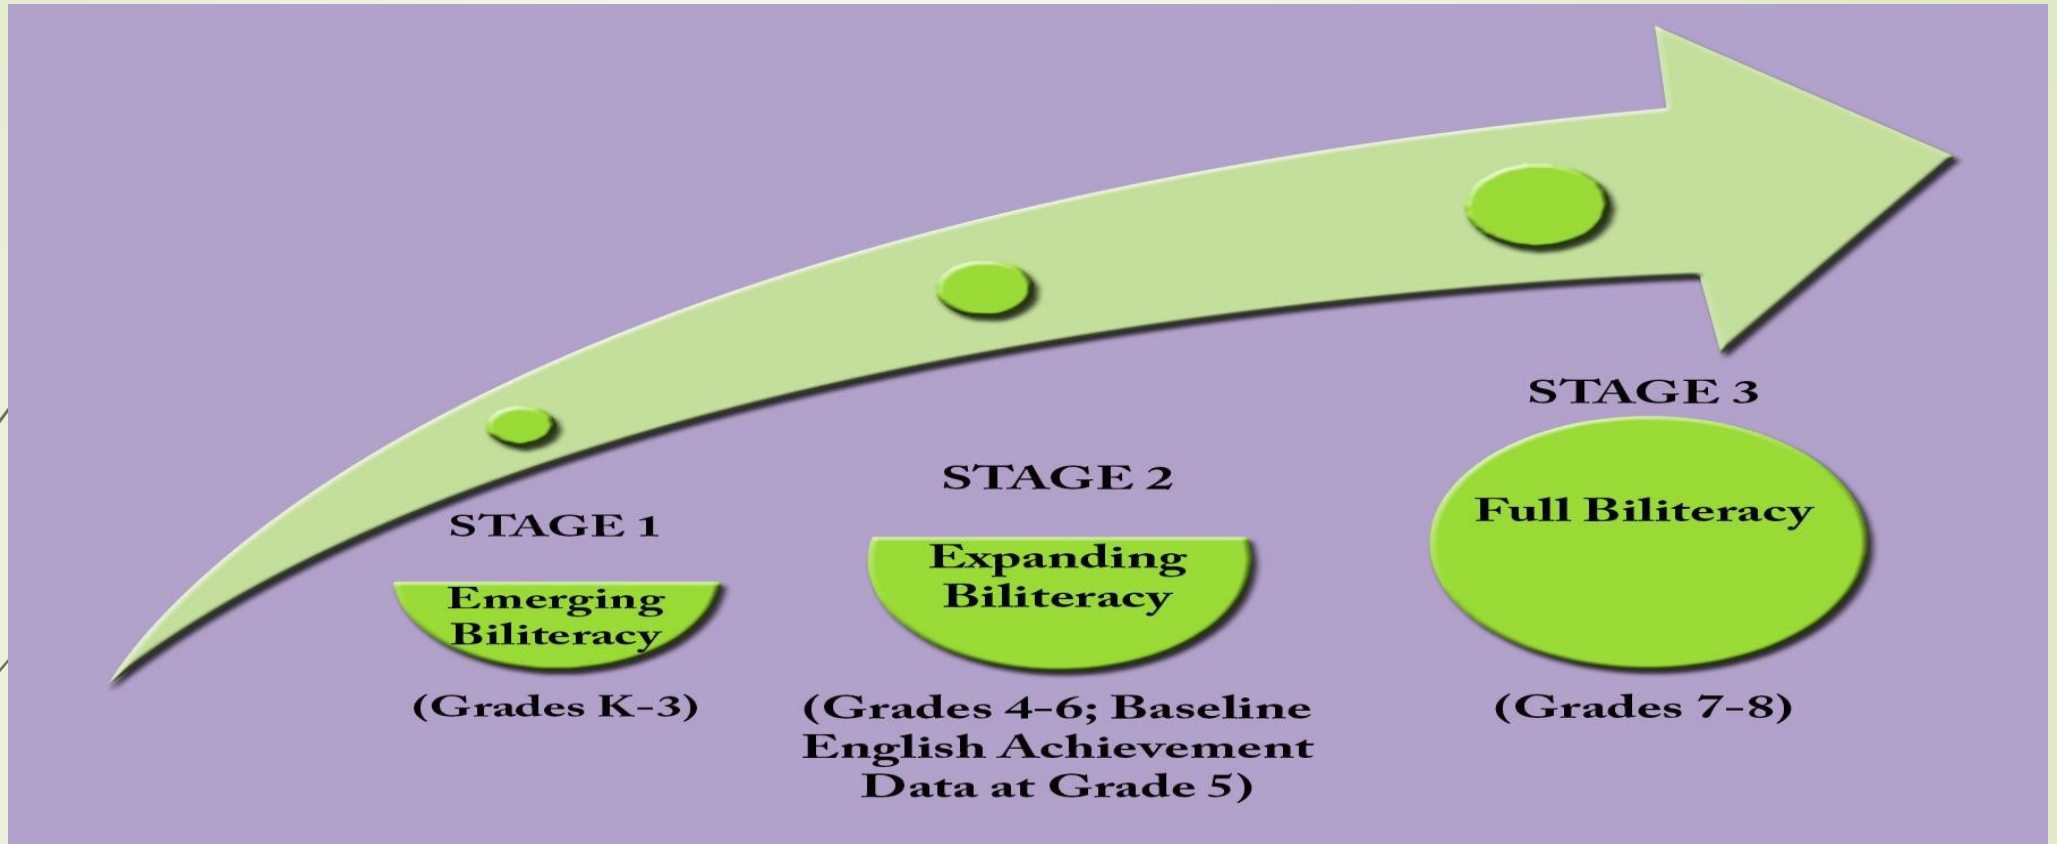 STAGE 1
Emerging
Biliteracy
(Grades K-3)
STAGE 2
Expanding
Biliteracy
(Grades 4-6; Baseline
English Achievement
Data at Grade 5)
STAGE 3
Full Biliteracy
(Grades 7-8)